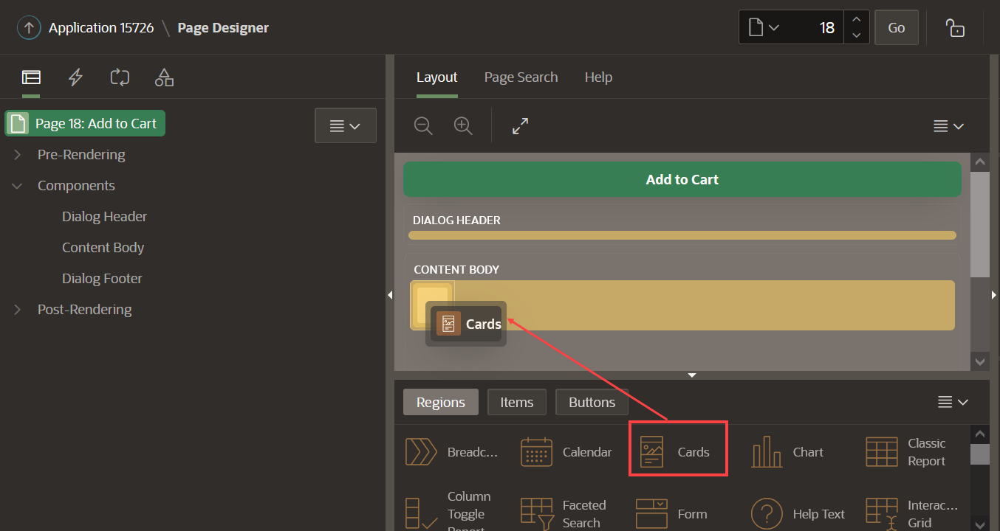 Application 15726 \ Page Designer
18
Go
Layout
Page Search
Help
Page 18: Add to Cart
Pre-Rendering
Components
Dialog Header
Content Body
Dialog Footer
Post-Rendering
Add to Cart
DIALOG HEADER
CONTENT BODY
Cards
Regions
Items
Buttons
Breadc...
Calendar
Cards
Chart
Classic
Report
Column
Toggle
Report
Faceted
Search
Form
Help Text
Interac...
Grid